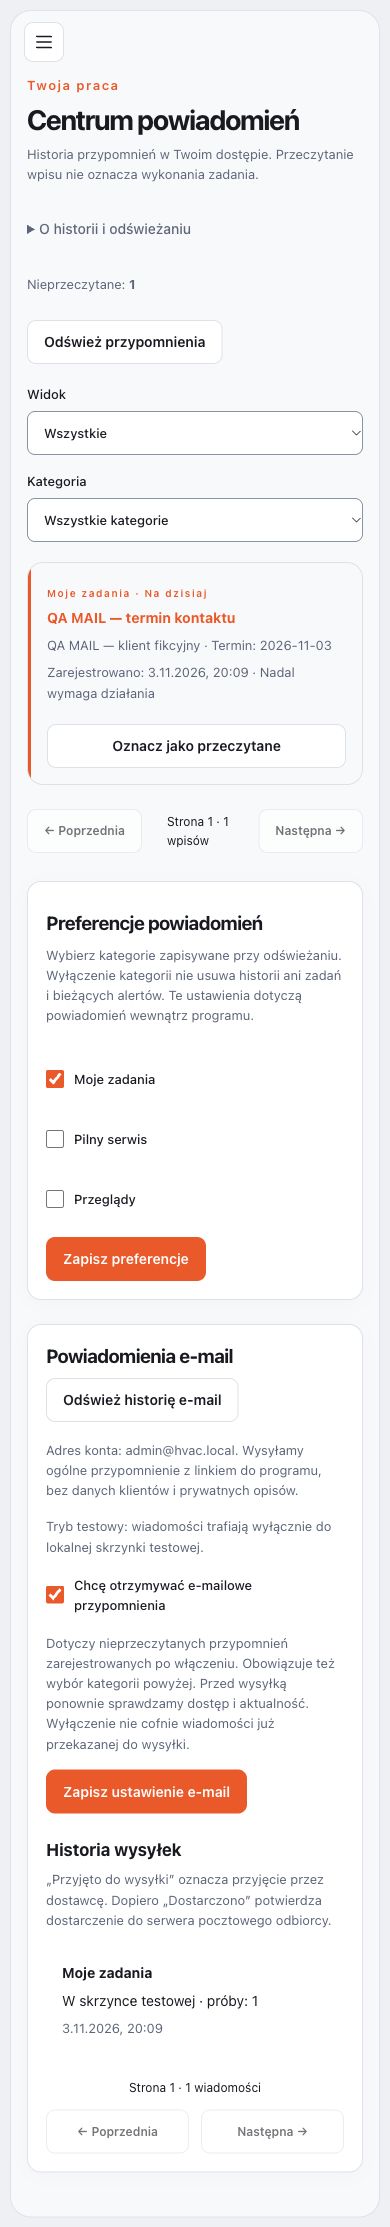 Twoja praca
Centrum powiadomień
Historia przypomnień w Twoim dostępie. Przeczytanie
wpisu nie oznacza wykonania zadania.
▶ O historii i odświeżaniu
Nieprzeczytane: 1
Odśwież przypomnienia
Widok
Wszystkie
Kategoria
Wszystkie kategorie
Moje zadania · Na dzisiaj
QA MAIL — termin kontaktu
QA MAIL — klient fikcyjny · Termin: 2026-11-03
Zarejestrowano: 3.11.2026, 20:09 · Nadal
wymaga działania
Oznacz jako przeczytane
← Poprzednia
Strona 1 · 1
wpisów
Następna →
Preferencje powiadomień
Wybierz kategorie zapisywane przy odświeżaniu.
Wyłączenie kategorii nie usuwa historii ani zadań
i bieżących alertów. Te ustawienia dotyczą
powiadomień wewnątrz programu.
Moje zadania
Pilny serwis
Przeglądy
Zapisz preferencje
Powiadomienia e-mail
Odśwież historię e-mail
Adres konta: admin@hvac.local. Wysyłamy
ogólne przypomnienie z linkiem do programu,
bez danych klientów i prywatnych opisów.
Tryb testowy: wiadomości trafiają wyłącznie do
lokalnej skrzynki testowej.
Chcę otrzymywać e-mailowe
przypomnienia
Dotyczy nieprzeczytanych przypomnień
zarejestrowanych po włączeniu. Obowiązuje też
wybór kategorii powyżej. Przed wysyłką
ponownie sprawdzamy dostęp i aktualność.
Wyłączenie nie cofnie wiadomości już
przekazanej do wysyłki.
Zapisz ustawienie e-mail
Historia wysyłek
„Przyjęto do wysyłki” oznacza przyjęcie przez
dostawcę. Dopiero „Dostarczono” potwierdza
dostarczenie do serwera pocztowego odbiorcy.
Moje zadania
W skrzynce testowej · próby: 1
3.11.2026, 20:09
Strona 1 · 1 wiadomości
← Poprzednia
Następna →